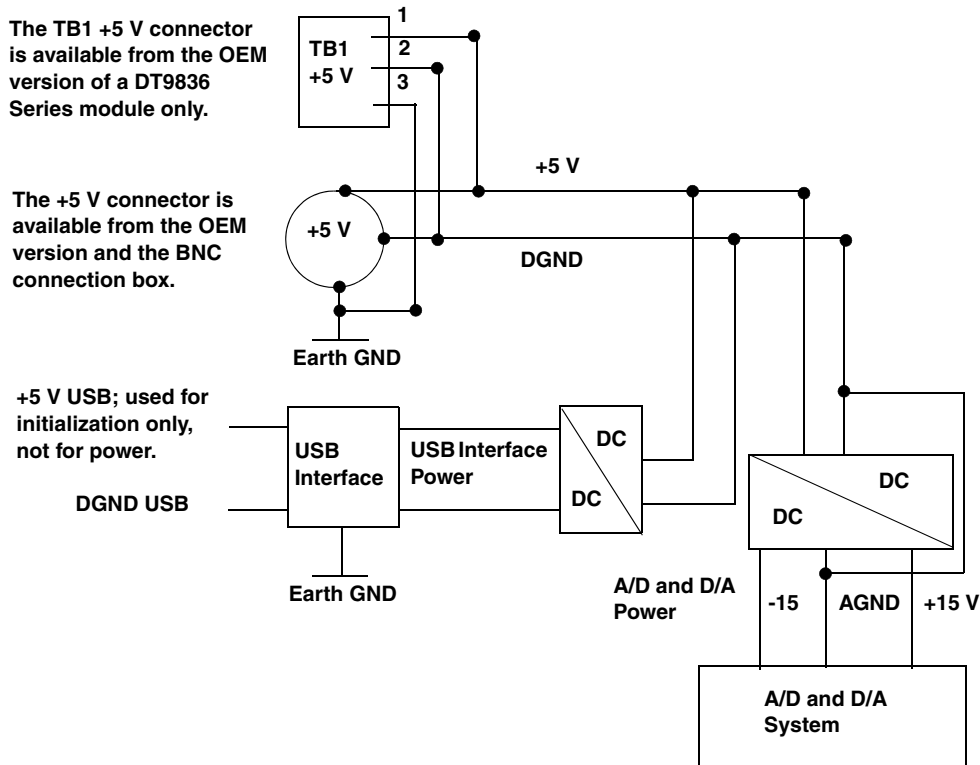 The TB1 +5 V connector
is available from the OEM
version of a DT9836
Series module only.
1
2
3
TB1
+5 V
The +5 V connector is
available from the OEM
version and the BNC
connection box.
+5 V
+5 V
DGND
Earth GND
+5 V USB; used for
initialization only,
not for power.
DGND USB
USB
Interface
USB Interface
Power
DC
DC
Earth GND
DC
DC
A/D and D/A
Power
-15
AGND
+15 V
A/D and D/A
System